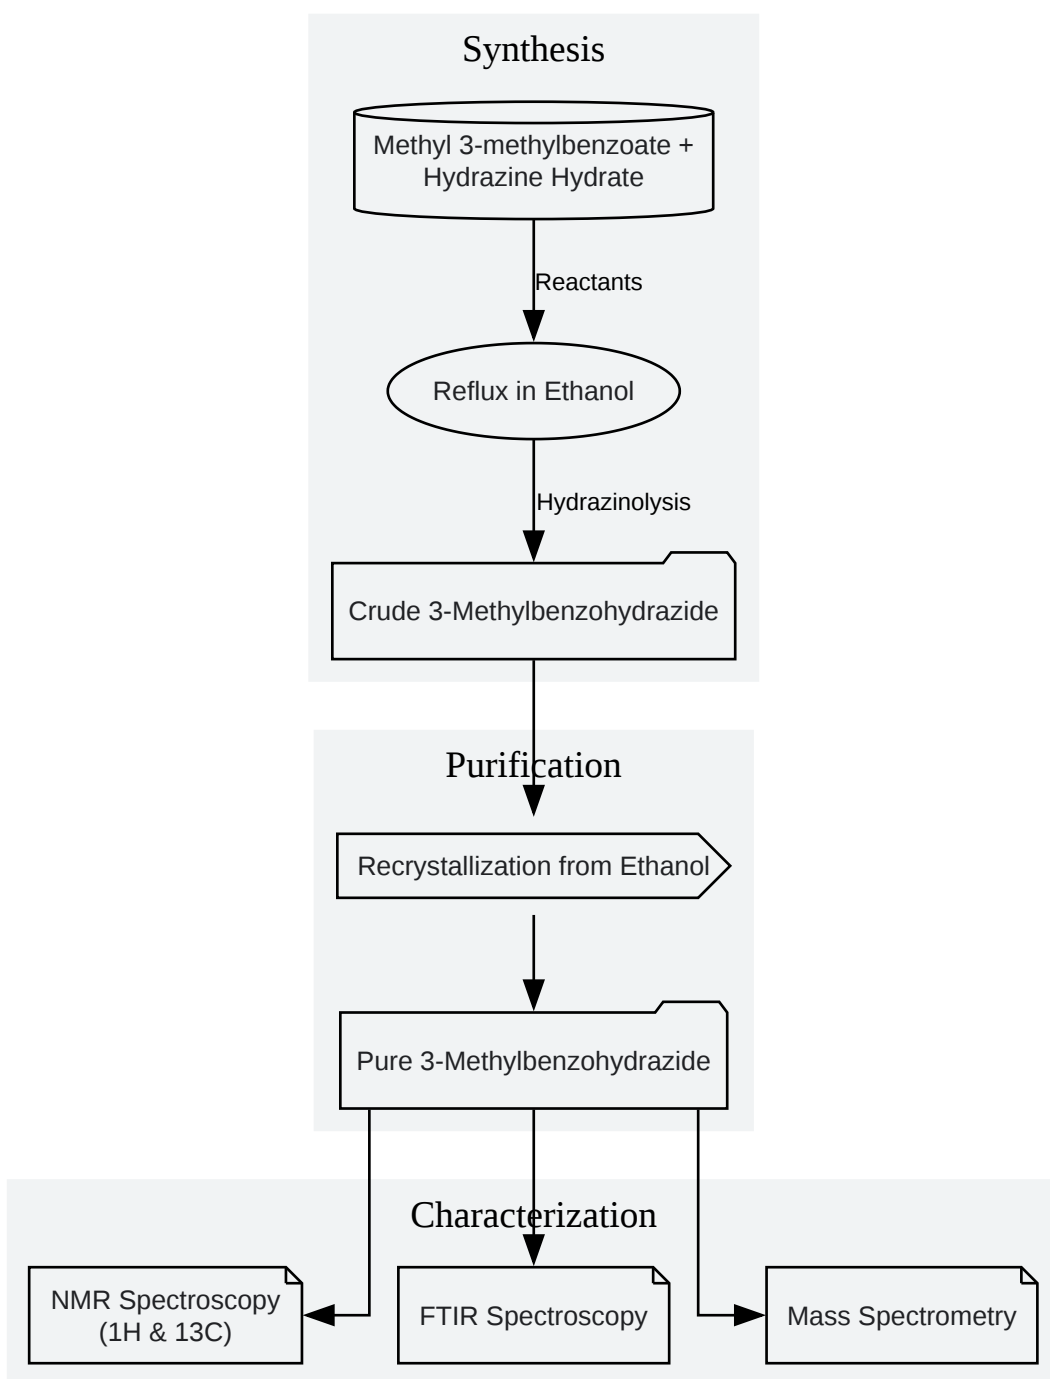 Synthesis
Methyl 3-methylbenzoate +
Hydrazine Hydrate
Reactants
Reflux in Ethanol
Hydrazinolysis
Crude 3-Methylbenzohydrazide
Purification
Recrystallization from Ethanol
Pure 3-Methylbenzohydrazide
Characterization
NMR Spectroscopy
(1H & 13C)
FTIR Spectroscopy
Mass Spectrometry